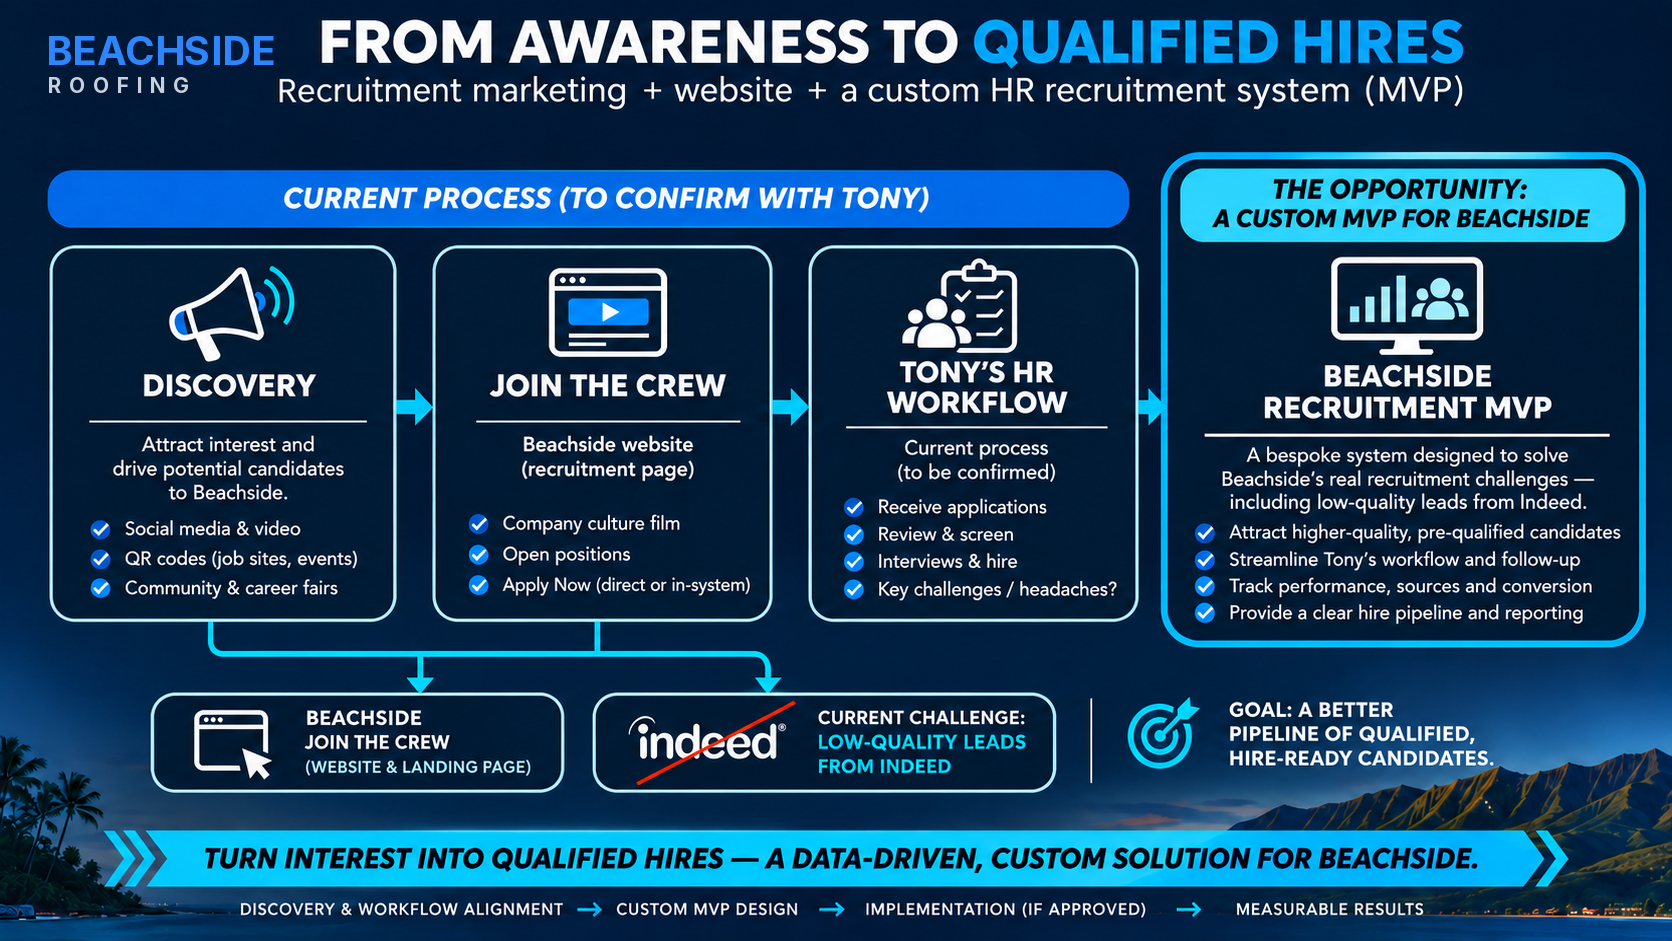 BEACHSIDE
ROOFING
FROM AWARENESS TO QUALIFIED HIRES
Recruitment marketing + website + a custom HR recruitment system (MVP)
CURRENT PROCESS (TO CONFIRM WITH TONY)
DISCOVERY
Attract interest and
drive potential candidates
to Beachside.
Social media & video
QR codes (job sites, events)
Community & career fairs
JOIN THE CREW
Beachside website
(recruitment page)
Company culture film
Open positions
Apply Now (direct or in-system)
TONY'S HR
WORKFLOW
Current process
(to be confirmed)
Receive applications
Review & screen
Interviews & hire
Key challenges / headaches?
THE OPPORTUNITY:
A CUSTOM MVP FOR BEACHSIDE
BEACHSIDE
RECRUITMENT MVP
A bespoke system designed to solve
Beachside's real recruitment challenges —
including low-quality leads from Indeed.
Attract higher-quality, pre-qualified candidates
Streamline Tony's workflow and follow-up
Track performance, sources and conversion
Provide a clear hire pipeline and reporting
BEACHSIDE
JOIN THE CREW
(WEBSITE & LANDING PAGE)
indeed®
CURRENT CHALLENGE:
LOW-QUALITY LEADS
FROM INDEED
GOAL: A BETTER
PIPELINE OF QUALIFIED,
HIRE-READY CANDIDATES.
TURN INTEREST INTO QUALIFIED HIRES — A DATA-DRIVEN, CUSTOM SOLUTION FOR BEACHSIDE.
DISCOVERY & WORKFLOW ALIGNMENT → CUSTOM MVP DESIGN → IMPLEMENTATION (IF APPROVED) → MEASURABLE RESULTS